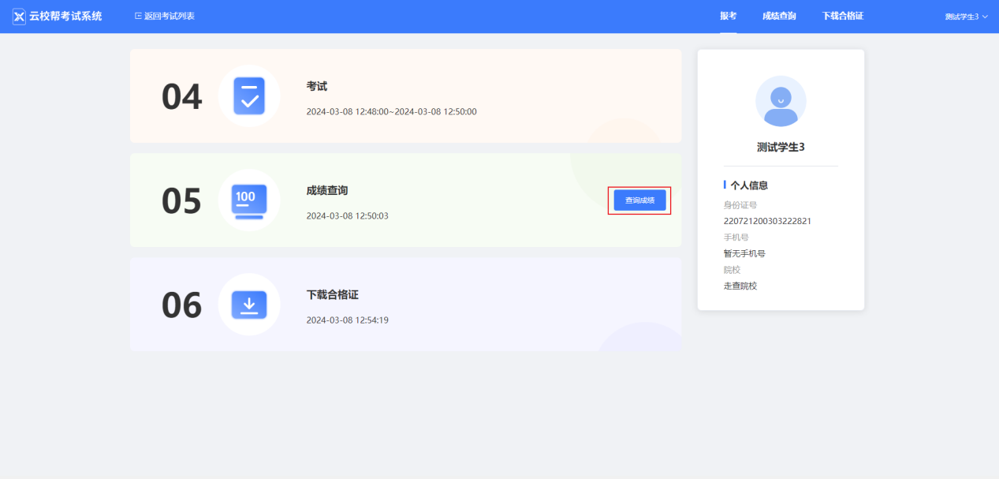 云校帮考试系统
返回考试列表
报考
成绩查询
下载合格证
测试学生3
04
考试
2024-03-08 12:48:00~2024-03-08 12:50:00
05
100
成绩查询
2024-03-08 12:50:03
查询成绩
06
下载合格证
2024-03-08 12:54:19
测试学生3
个人信息
身份证号
220721200303222821
手机号
暂无手机号
院校
走查院校